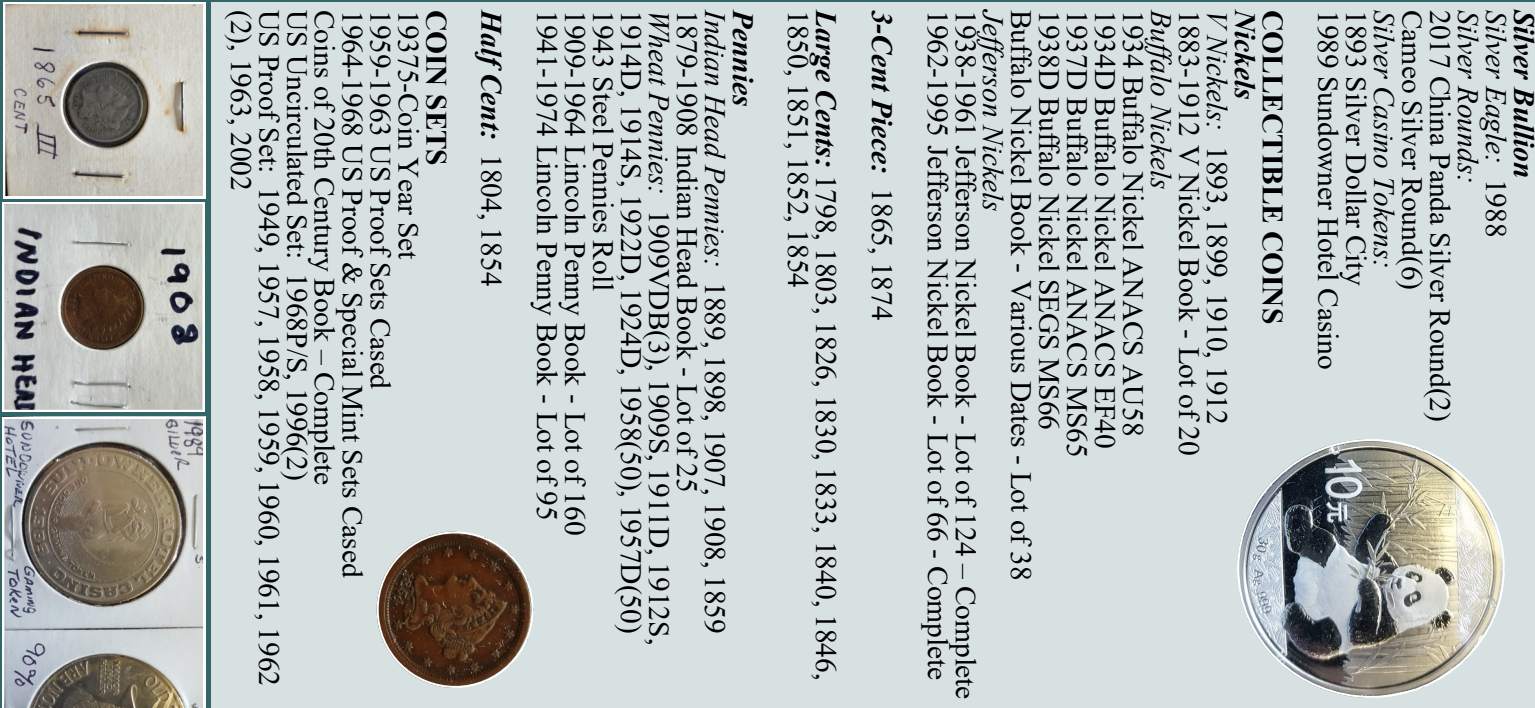 Silver Bullion
Silver Eagle: 1988
Silver Rounds:
2017 China Panda Silver Round(2)
Cameo Silver Round(6)
Silver Casino Tokens:
1893 Silver Dollar City
1989 Sundowner Hotel Casino
COLLECTIBLE COINS
Nickels
V Nickels: 1893, 1899, 1910, 1912
1883-1912 V Nickel Book - Lot of 20
Buffalo Nickels
1934 Buffalo Nickel ANACS AU58
1934D Buffalo Nickel ANACS EF40
1937D Buffalo Nickel ANACS MS65
1938D Buffalo Nickel SEGS MS66
Buffalo Nickel Book - Various Dates - Lot of 38
Jefferson Nickels
1938-1961 Jefferson Nickel Book - Lot of 124 – Complete
1962-1995 Jefferson Nickel Book - Lot of 66 - Complete
3-Cent Piece: 1865, 1874
Large Cents: 1798, 1803, 1826, 1830, 1833, 1840, 1846,
1850, 1851, 1852, 1854
Pennies
Indian Head Pennies: 1889, 1898, 1907, 1908, 1859
1879-1908 Indian Head Book - Lot of 25
Wheat Pennies: 1909VDB(3), 1909S, 1911D, 1912S,
1914D, 1914S, 1922D, 1924D, 1958(50), 1957D(50)
1943 Steel Pennies Roll
1909-1964 Lincoln Penny Book - Lot of 160
1941-1974 Lincoln Penny Book - Lot of 95
Half Cent: 1804, 1854
COIN SETS
19375-Coin Year Set
1959-1963 US Proof Sets Cased
1964-1968 US Proof & Special Mint Sets Cased
Coins of 20th Century Book – Complete
US Uncirculated Set: 1968P/S, 1996(2)
US Proof Set: 1949, 1957, 1958, 1959, 1960, 1961, 1962
(2), 1963, 2002
10元
30g Ag .999
1865 III
CENT
1908
INDIAN HEAD
1989
SILVER
SUNDOWNER
HOTEL
GAMING
TOKEN
HOTEL CASINO
90%